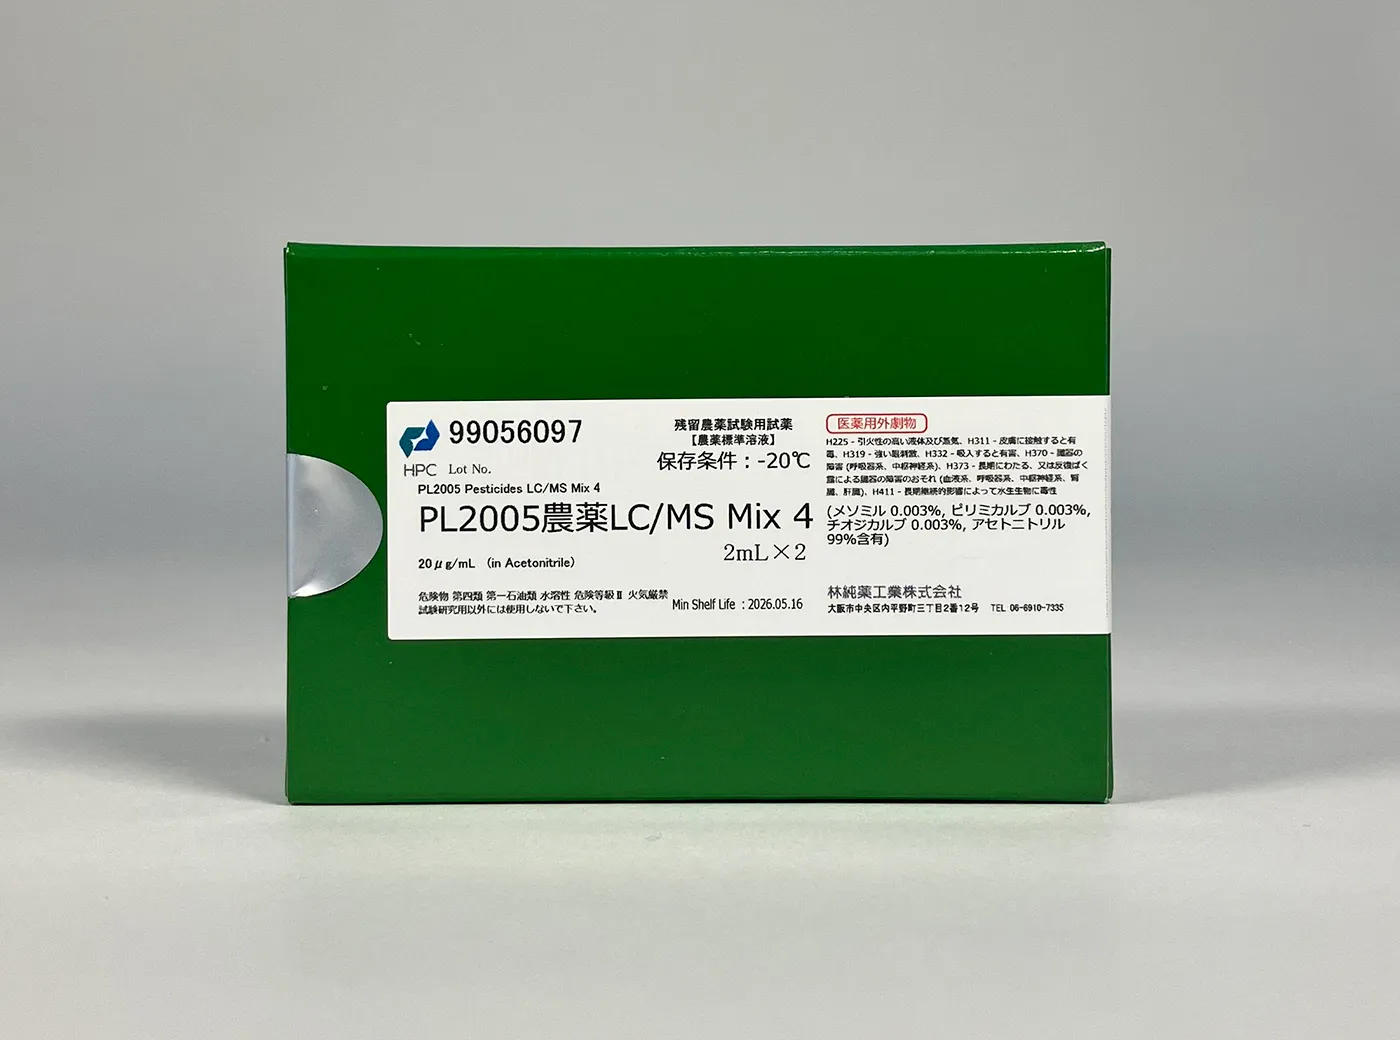 99056097
HPC Lot No.
残留農薬試験用試薬
【農薬標準溶液】
保存条件：-20℃
PL2005 Pesticides LC/MS Mix 4
PL2005農薬LC/MS Mix 4
2mL×2
20μg/mL (in Acetonitrile)
危険物 第四類 第一石油類 水溶性 危険等級Ⅱ 火気厳禁
試験研究用以外には使用しないで下さい。
Min Shelf Life ：2026.05.16
医薬用外劇物
H225 - 引火性の高い液体及び蒸気、H311 - 皮膚に接触すると有
毒、H319 - 強い眼刺激、H332 - 吸入すると有害、H370 - 臓器の
障害 (呼吸器系、中枢神経系)、H373 - 長期にわたる、又は反復ばく
露による臓器の障害のおそれ (血液系、呼吸器系、中枢神経系、腎
臓、肝臓)、H411 - 長期継続的影響によって水生生物に毒性
(メソミル 0.003%, ピリミカルブ 0.003%,
チオジカルブ 0.003%, アセトニトリル
99%含有)
林純薬工業株式会社
大阪市中央区内平野町三丁目2番12号 TEL 06-6910-7335